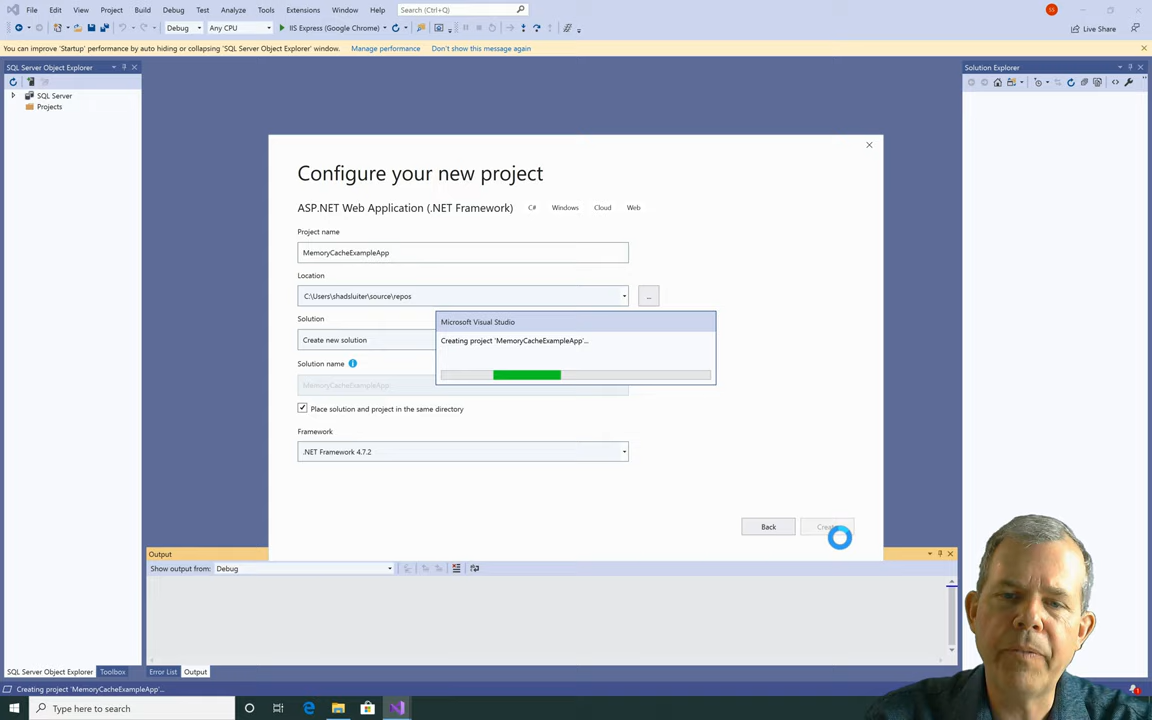 File Edit View Project Build Debug Test Analyze Tools Extensions Window Help Search (Ctrl+Q) SS
Debug Any CPU IIS Express (Google Chrome) Live Share
You can improve 'Startup' performance by auto hiding or collapsing 'SQL Server Object Explorer' window. Manage performance Don't show this message again
SQL Server Object Explorer
Solution Explorer
SQL Server
Projects
Configure your new project
ASP.NET Web Application (.NET Framework) C# Windows Cloud Web
Project name
MemoryCacheExampleApp
Location
C:\Users\shadsluiter\source\repos
...
Solution
Create new solution
Solution name
MemoryCacheExampleApp
Place solution and project in the same directory
Framework
.NET Framework 4.7.2
Microsoft Visual Studio
Creating project 'MemoryCacheExampleApp'...
Back
Create
Output
Show output from: Debug
SQL Server Object Explorer Toolbox Error List Output
Creating project 'MemoryCacheExampleApp'...
Type here to search